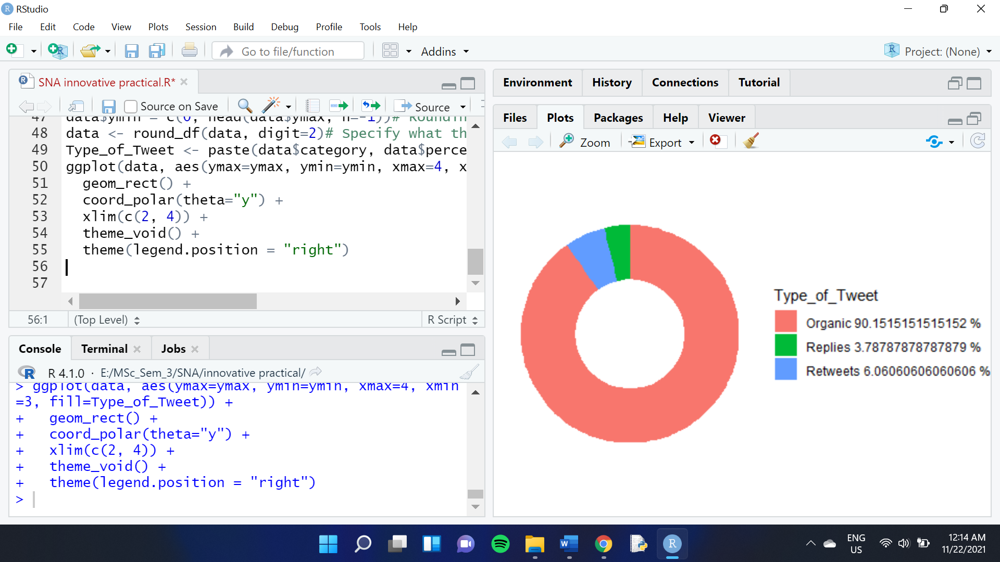 RStudio
File Edit Code View Plots Session Build Debug Profile Tools Help
Go to file/function Addins Project: (None)
SNA innovative practical.R*
Source on Save Source
47 data$ymin = c(0, head(data$ymax, n=-1))# Roundin
48 data <- round_df(data, digit=2)# Specify what th
49 Type_of_Tweet <- paste(data$category, data$perce
50 ggplot(data, aes(ymax=ymax, ymin=ymin, xmax=4, x
51 geom_rect() +
52 coord_polar(theta="y") +
53 xlim(c(2, 4)) +
54 theme_void() +
55 theme(legend.position = "right")
56
57
56:1 (Top Level) R Script
Console Terminal Jobs
R 4.1.0 · E:/MSc_Sem_3/SNA/innovative practical/
> ggplot(data, aes(ymax=ymax, ymin=ymin, xmax=4, xmin
=3, fill=Type_of_Tweet)) +
+ geom_rect() +
+ coord_polar(theta="y") +
+ xlim(c(2, 4)) +
+ theme_void() +
+ theme(legend.position = "right")
>
Environment History Connections Tutorial
Files Plots Packages Help Viewer
Zoom Export
Type_of_Tweet
Organic 90.1515151515152 %
Replies 3.78787878787879 %
Retweets 6.06060606060606 %
ENG
US
12:14 AM
11/22/2021